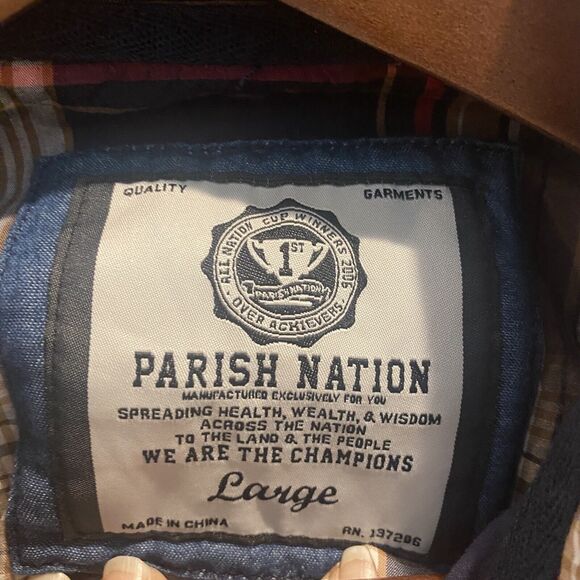 QUALITY GARMENTS
ALL NATION CUP WINNERS 2006
1ST
PARISH NATION
OVER ACHIEVERS
PARISH NATION
MANUFACTURED EXCLUSIVELY FOR YOU
SPREADING HEALTH, WEALTH, & WISDOM
ACROSS THE NATION
TO THE LAND & THE PEOPLE
WE ARE THE CHAMPIONS
Large
MADE IN CHINA RN. 137206